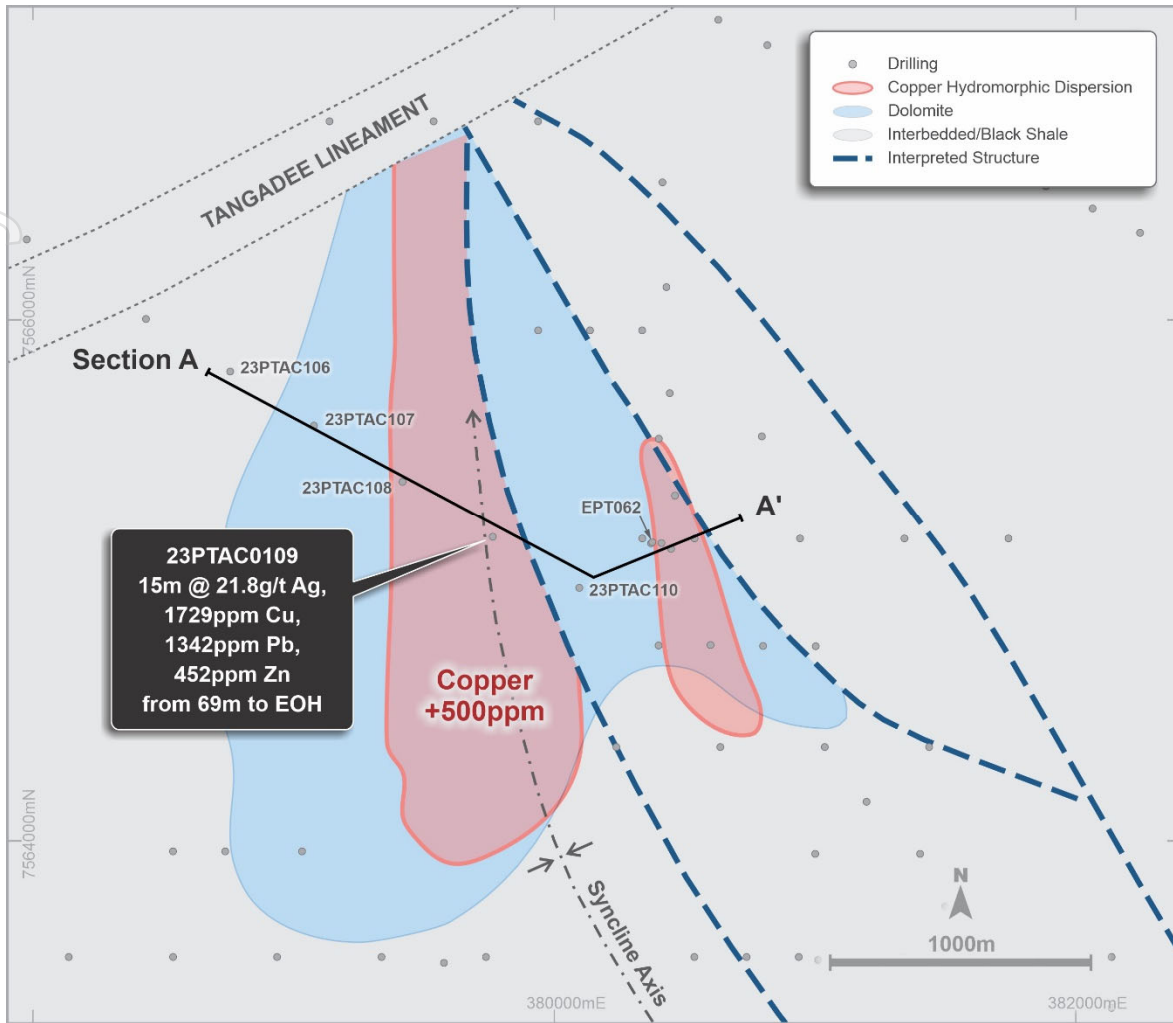 Drilling
Copper Hydromorphic Dispersion
Dolomite
Interbedded/Black Shale
Interpreted Structure
TANGADEE LINEAMENT
7566000mN
Section A
23PTAC106
23PTAC107
23PTAC108
EPT062
A'
23PTAC110
23PTAC0109
15m @ 21.8g/t Ag,
1729ppm Cu,
1342ppm Pb,
452ppm Zn
from 69m to EOH
Copper
+500ppm
7564000mN
Syncline Axis
N
1000m
380000mE
382000mE